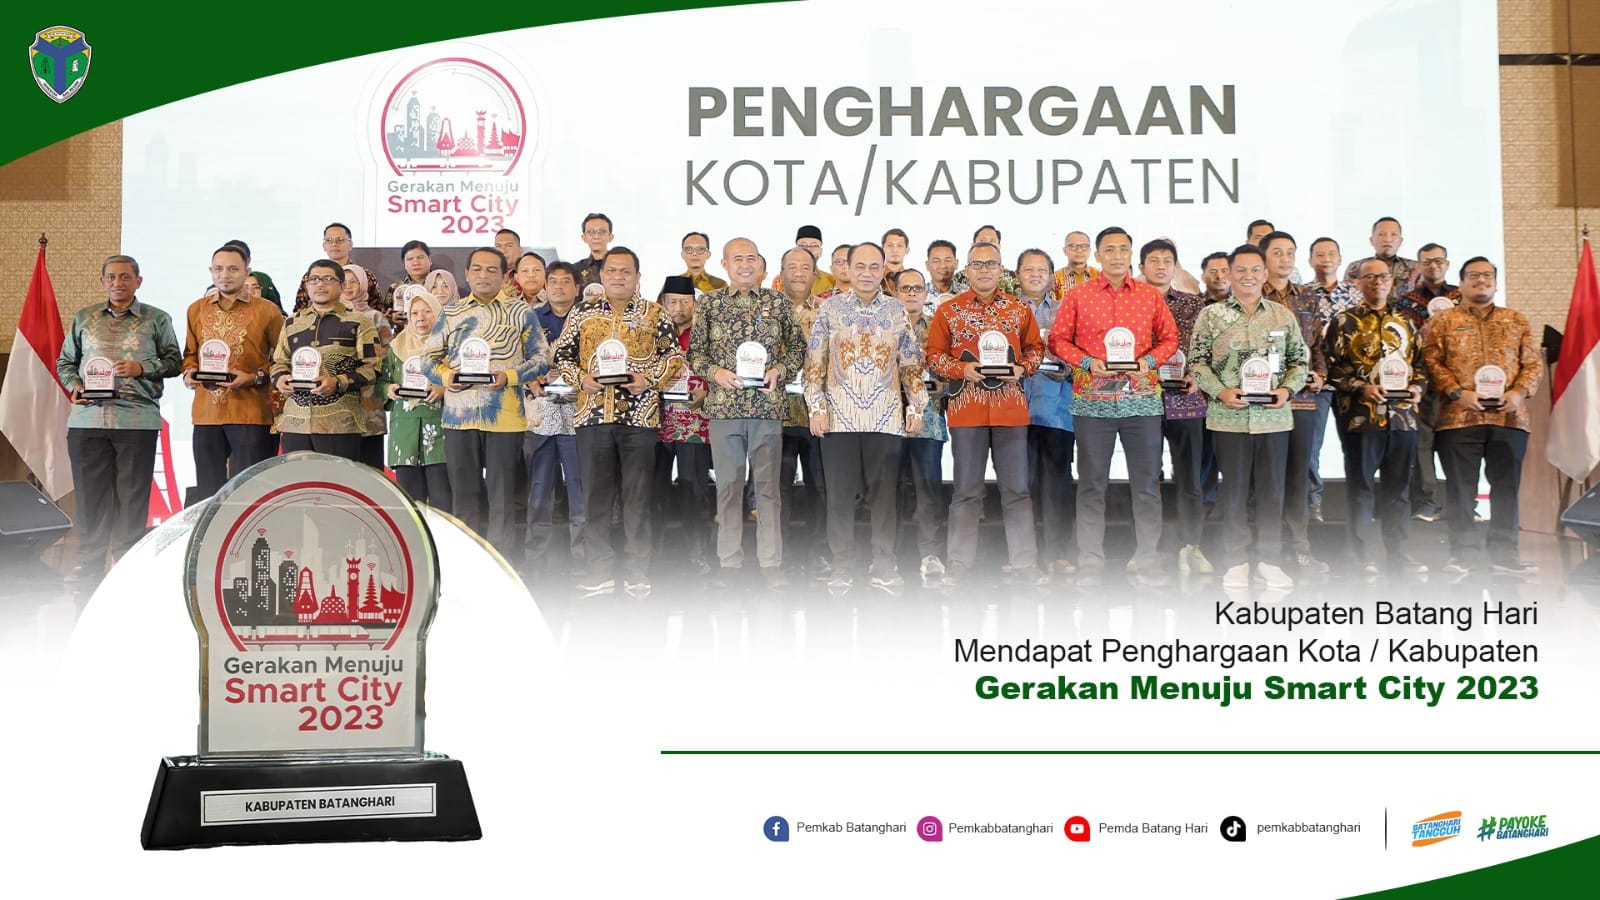 PENGHARGAAN
KOTA/KABUPATEN
Gerakan Menuju
Smart City
2023
Gerakan Menuju
Smart City
2023
KABUPATEN BATANGHARI
Kabupaten Batang Hari
Mendapat Penghargaan Kota / Kabupaten
Gerakan Menuju Smart City 2023
Pemkab Batanghari
Pemkabbatanghari
Pemda Batang Hari
pemkabbatanghari
BATANGHARI
TANGGUH
#PAYOKE
BATANGHARI